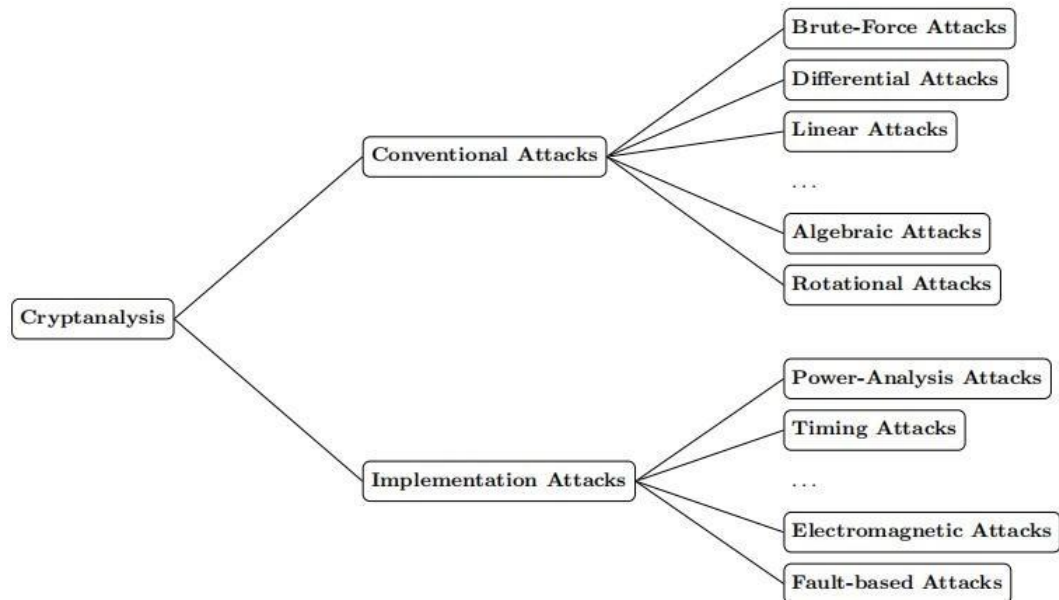 Brute-Force Attacks
Differential Attacks
Conventional Attacks
Linear Attacks
...
Algebraic Attacks
Rotational Attacks
Cryptanalysis
Power-Analysis Attacks
Timing Attacks
Implementation Attacks
...
Electromagnetic Attacks
Fault-based Attacks